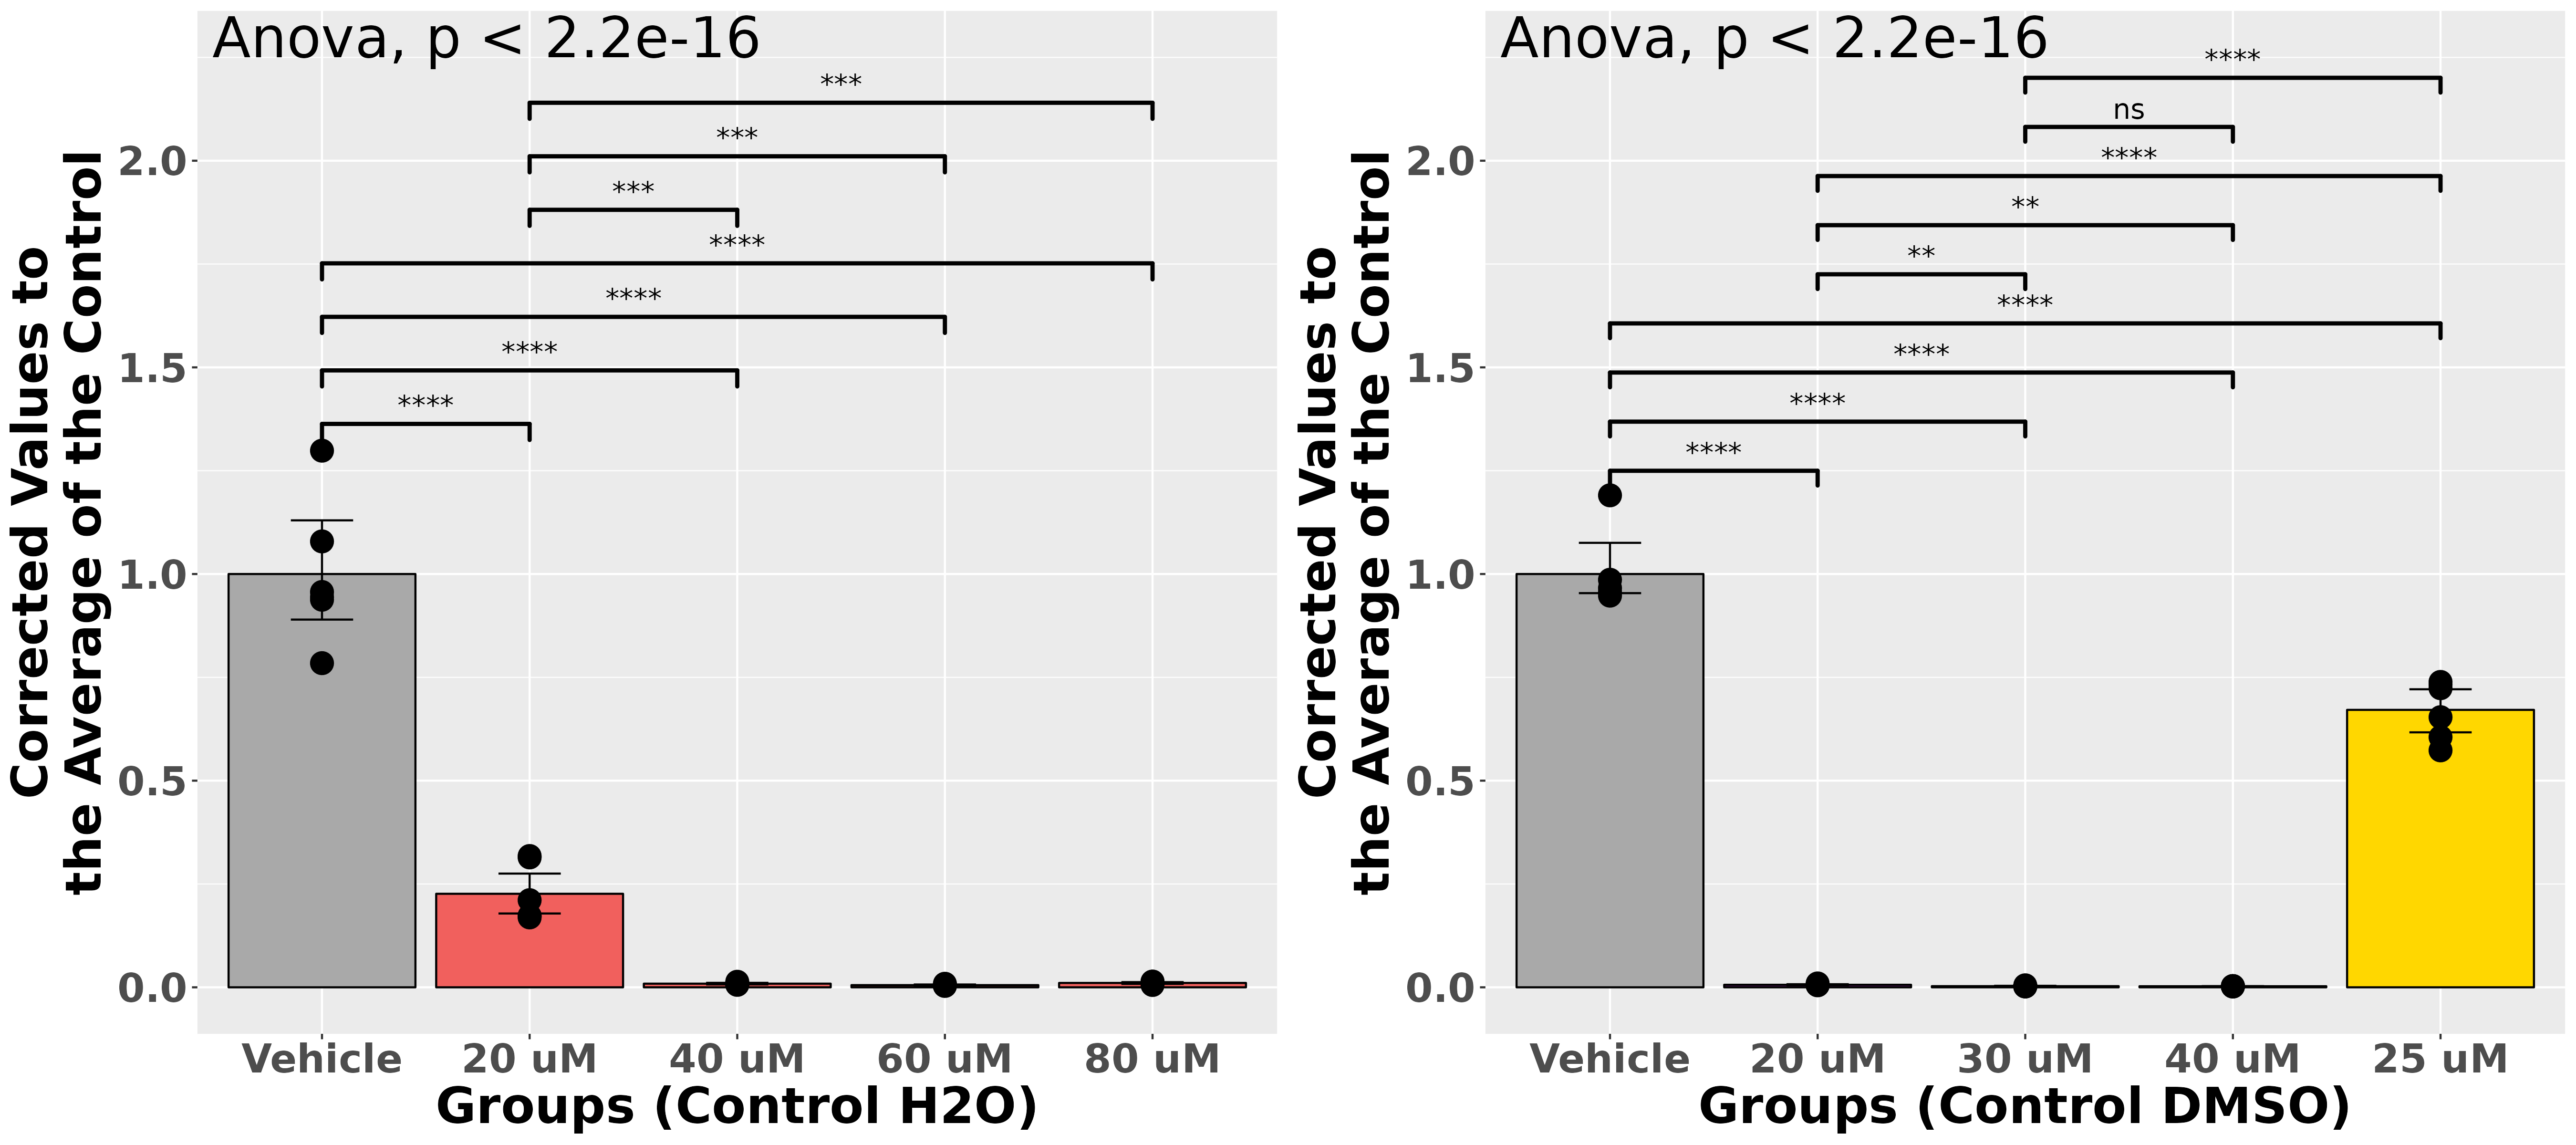 Anova, p < 2.2e-16
***
***
***
****
****
****
****
Corrected Values to
the Average of the Control
2.0
1.5
1.0
0.5
0.0
Vehicle 20 uM 40 uM 60 uM 80 uM
Groups (Control H2O)
Anova, p < 2.2e-16
****
ns
****
**
**
****
****
****
****
Corrected Values to
the Average of the Control
2.0
1.5
1.0
0.5
0.0
Vehicle 20 uM 30 uM 40 uM 25 uM
Groups (Control DMSO)